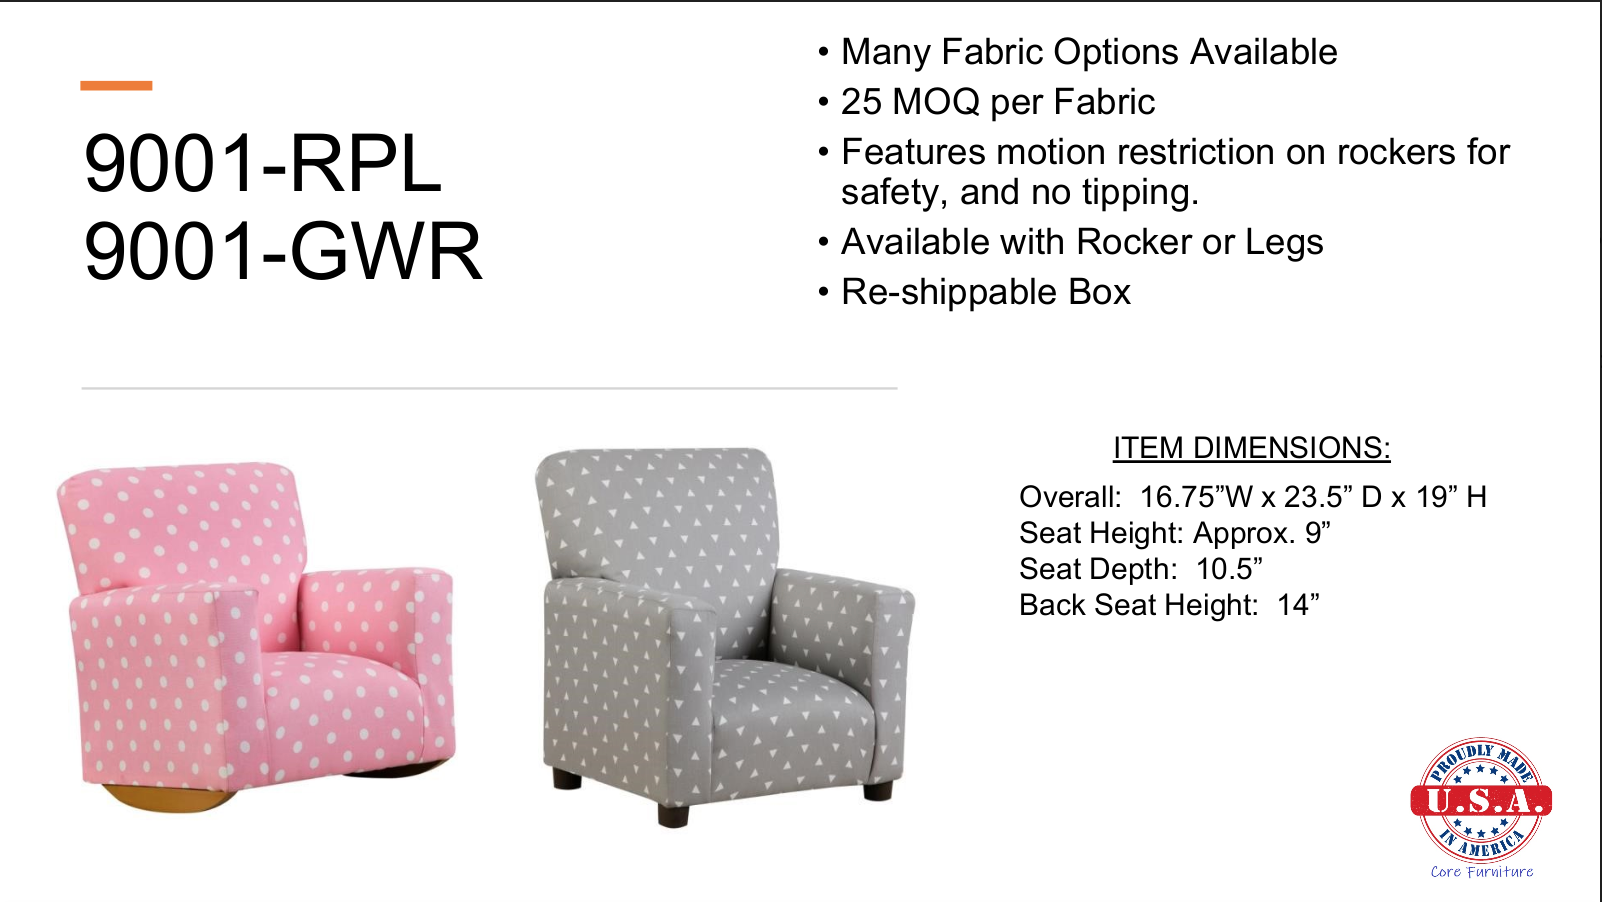 9001-RPL
9001-GWR
• Many Fabric Options Available
• 25 MOQ per Fabric
• Features motion restriction on rockers for
safety, and no tipping.
• Available with Rocker or Legs
• Re-shippable Box
ITEM DIMENSIONS:
Overall:  16.75”W x 23.5” D x 19” H
Seat Height: Approx. 9”
Seat Depth:  10.5”
Back Seat Height:  14”
PROUDLY MADE
U.S.A.
IN AMERICA
Core Furniture